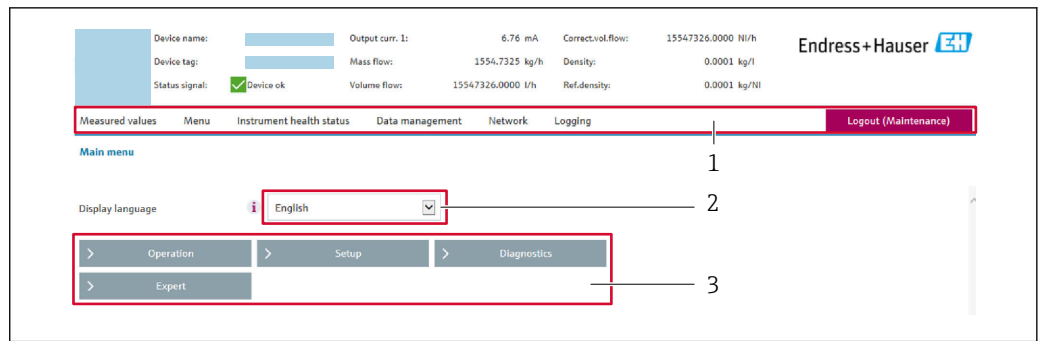 Device name: Output curr. 1: 6.76 mA Correct.vol.flow: 15547326.0000 Nl/h
Endress+Hauser EH
Device tag: Mass flow: 1554.7325 kg/h Density: 0.0001 kg/l
Status signal: Device ok Volume flow: 15547326.0000 l/h Ref.density: 0.0001 kg/Nl
Measured values Menu Instrument health status Data management Network Logging Logout (Maintenance)
1
Main menu
Display language i English 2
> Operation > Setup > Diagnostics
> Expert 3